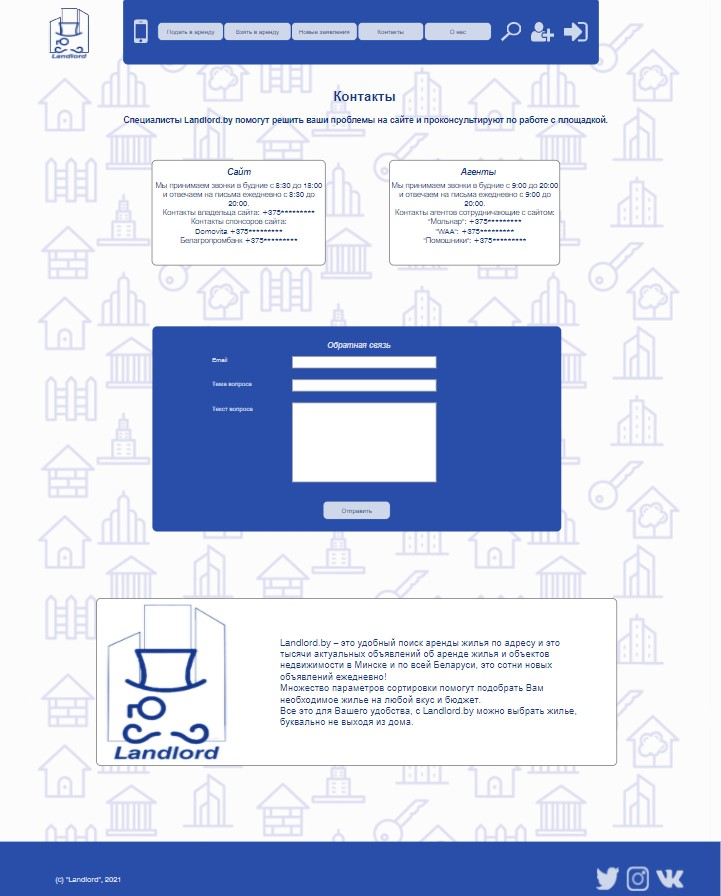 Landlord
Подать в аренду
Взять в аренду
Новые заявления
Контакты
О нас
Контакты
Специалисты Landlord.by помогут решить ваши проблемы на сайте и проконсультируют по работе с площадкой.
Сайт
Мы принимаем звонки в будние с 8:30 до 18:00
и отвечаем на письма ежедневно с 8:30 до
20:00.
Контакты владельца сайта: +375*********
Контакты спонсоров сайта:
Domovita +375*********
Белагропромбанк +375*********
Агенты
Мы принимаем звонки в будние с 9:00 до 20:00
и отвечаем на письма ежедневно с 9:00 до
20:00.
Контакты агентов сотрудничающие с сайтом:
"Мольнар": +375*********
"WAA": +375*********
"Помошники": +375*********
Обратная связь
Email
Тема вопроса
Текст вопроса
Отправить
Landlord
Landlord.by – это удобный поиск аренды жилья по адресу и это
тысячи актуальных объявлений об аренде жилья и объектов
недвижимости в Минске и по всей Беларуси, это сотни новых
объявлений ежедневно!
Множество параметров сортировки помогут подобрать Вам
необходимое жилье на любой вкус и бюджет.
Все это для Вашего удобства, с Landlord.by можно выбрать жилье,
буквально не выходя из дома.
(c) "Landlord", 2021